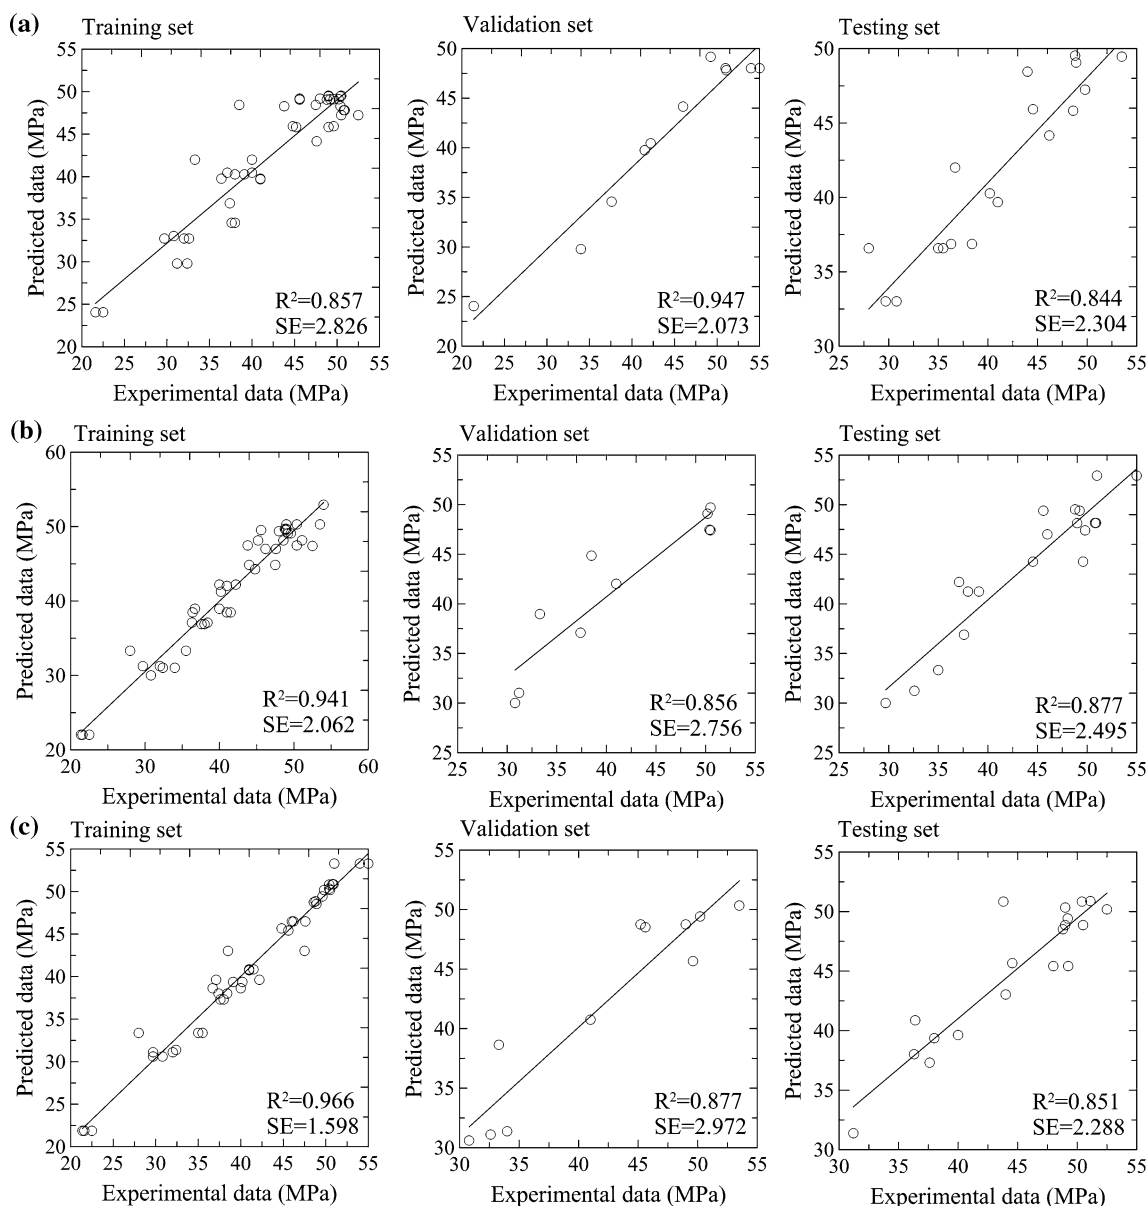 (a)
Training set
Validation set
Testing set
55
50
45
40
35
30
25
20
Predicted data (MPa)
R²=0.857
SE=2.826
20 25 30 35 40 45 50 55
Experimental data (MPa)
50
45
40
35
30
25
20
Predicted data (MPa)
R²=0.947
SE=2.073
20 25 30 35 40 45 50 55
Experimental data (MPa)
50
45
40
35
30
Predicted data (MPa)
R²=0.844
SE=2.304
25 30 35 40 45 50 55
Experimental data (MPa)
(b)
Training set
Validation set
Testing set
60
50
40
30
20
Predicted data (MPa)
R²=0.941
SE=2.062
20 30 40 50 60
Experimental data (MPa)
55
50
45
40
35
30
25
Predicted data (MPa)
R²=0.856
SE=2.756
25 30 35 40 45 50 55
Experimental data (MPa)
55
50
45
40
35
30
25
Predicted data (MPa)
R²=0.877
SE=2.495
25 30 35 40 45 50 55
Experimental data (MPa)
(c)
Training set
Validation set
Testing set
55
50
45
40
35
30
25
20
Predicted data (MPa)
R²=0.966
SE=1.598
20 25 30 35 40 45 50 55
Experimental data (MPa)
55
50
45
40
35
30
Predicted data (MPa)
R²=0.877
SE=2.972
30 35 40 45 50 55
Experimental data (MPa)
55
50
45
40
35
30
Predicted data (MPa)
R²=0.851
SE=2.288
30 35 40 45 50 55
Experimental data (MPa)